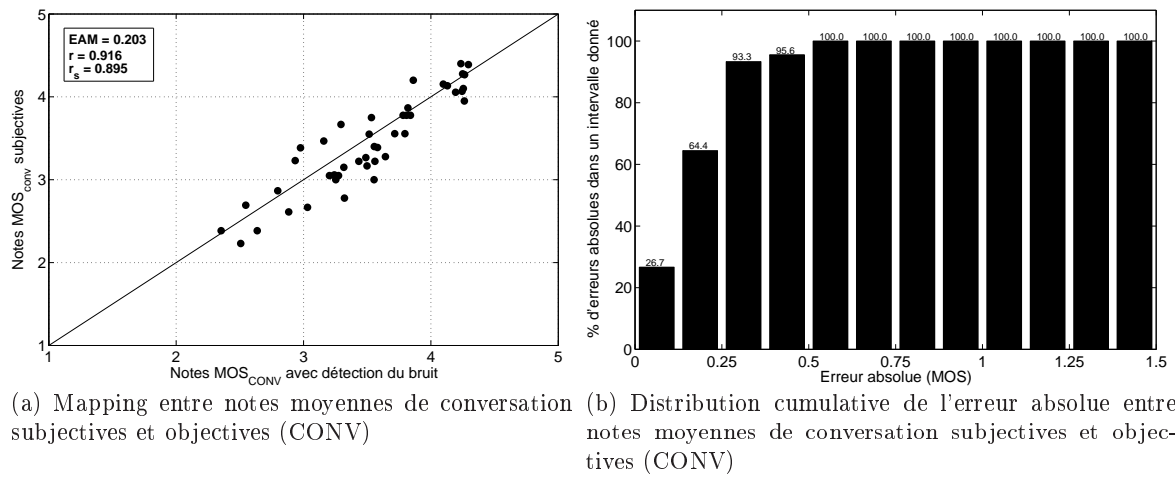 EAM = 0.203
r = 0.916
r_s = 0.895
5
4
3
2
1
1 2 3 4 5
Notes MOS_conv subjectives
Notes MOS_CONV avec détection du bruit
(a) Mapping entre notes moyennes de conversation
subjectives et objectives (CONV)
% d'erreurs absolues dans un intervalle donné
100
80
60
40
20
0
26.7 64.4 93.3 95.6 100.0 100.0 100.0 100.0 100.0 100.0 100.0 100.0
0 0.25 0.5 0.75 1 1.25 1.5
Erreur absolue (MOS)
(b) Distribution cumulative de l'erreur absolue entre
notes moyennes de conversation subjectives et objec-
tives (CONV)